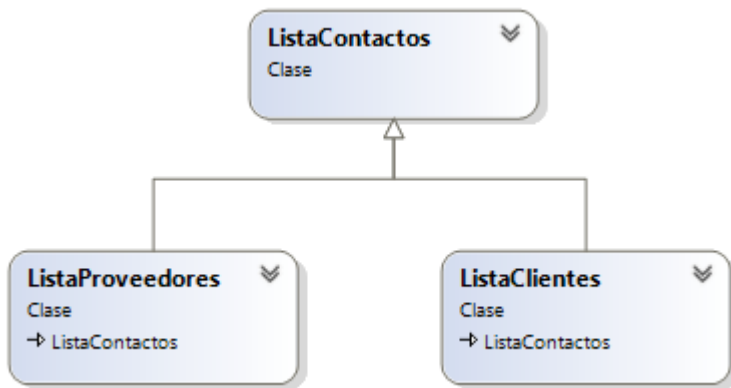 ListaContactos
Clase
ListaProveedores
Clase
ListaContactos
ListaClientes
Clase
ListaContactos